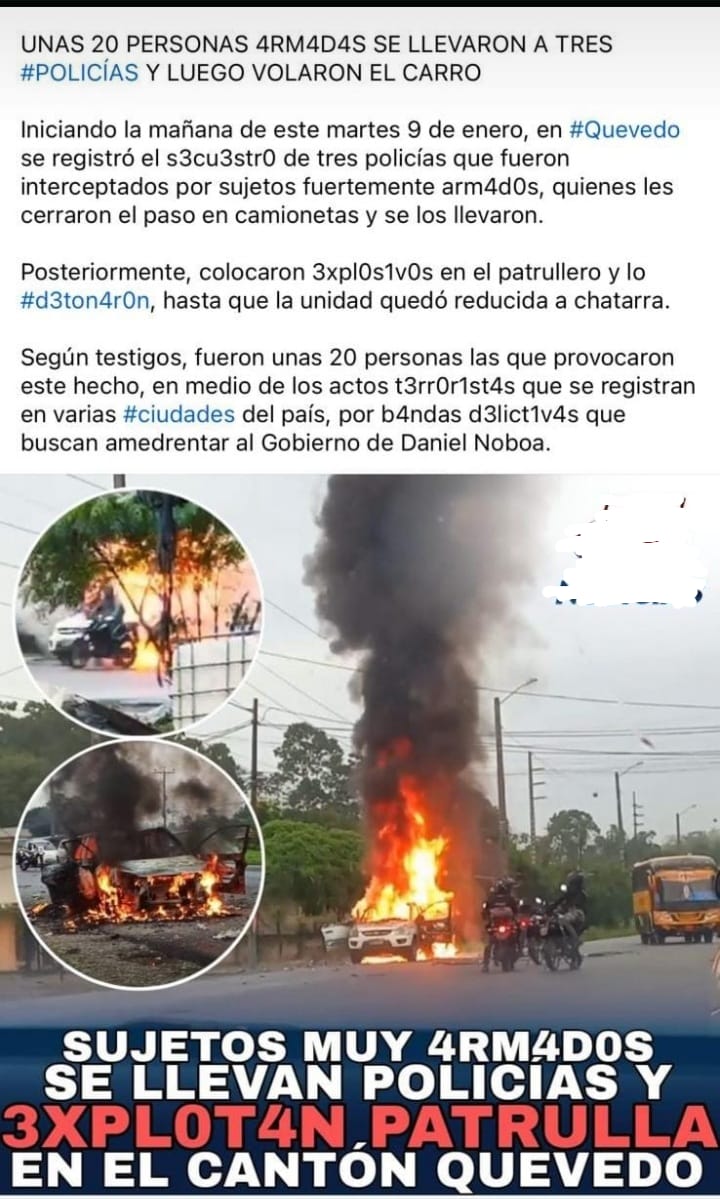 UNAS 20 PERSONAS 4RM4D4S SE LLEVARON A TRES
#POLICÍAS Y LUEGO VOLARON EL CARRO
Iniciando la mañana de este martes 9 de enero, en #Quevedo
se registró el s3cu3str0 de tres policías que fueron
interceptados por sujetos fuertemente arm4d0s, quienes les
cerraron el paso en camionetas y se los llevaron.
Posteriormente, colocaron 3xpl0s1v0s en el patrullero y lo
#d3ton4r0n, hasta que la unidad quedó reducida a chatarra.
Según testigos, fueron unas 20 personas las que provocaron
este hecho, en medio de los actos t3rr0r1st4s que se registran
en varias #ciudades del país, por b4ndas d3lict1v4s que
buscan amedrentar al Gobierno de Daniel Noboa.
SUJETOS MUY 4RM4D0S
SE LLEVAN POLICÍAS Y
3XPL0T4N PATRULLA
EN EL CANTÓN QUEVEDO